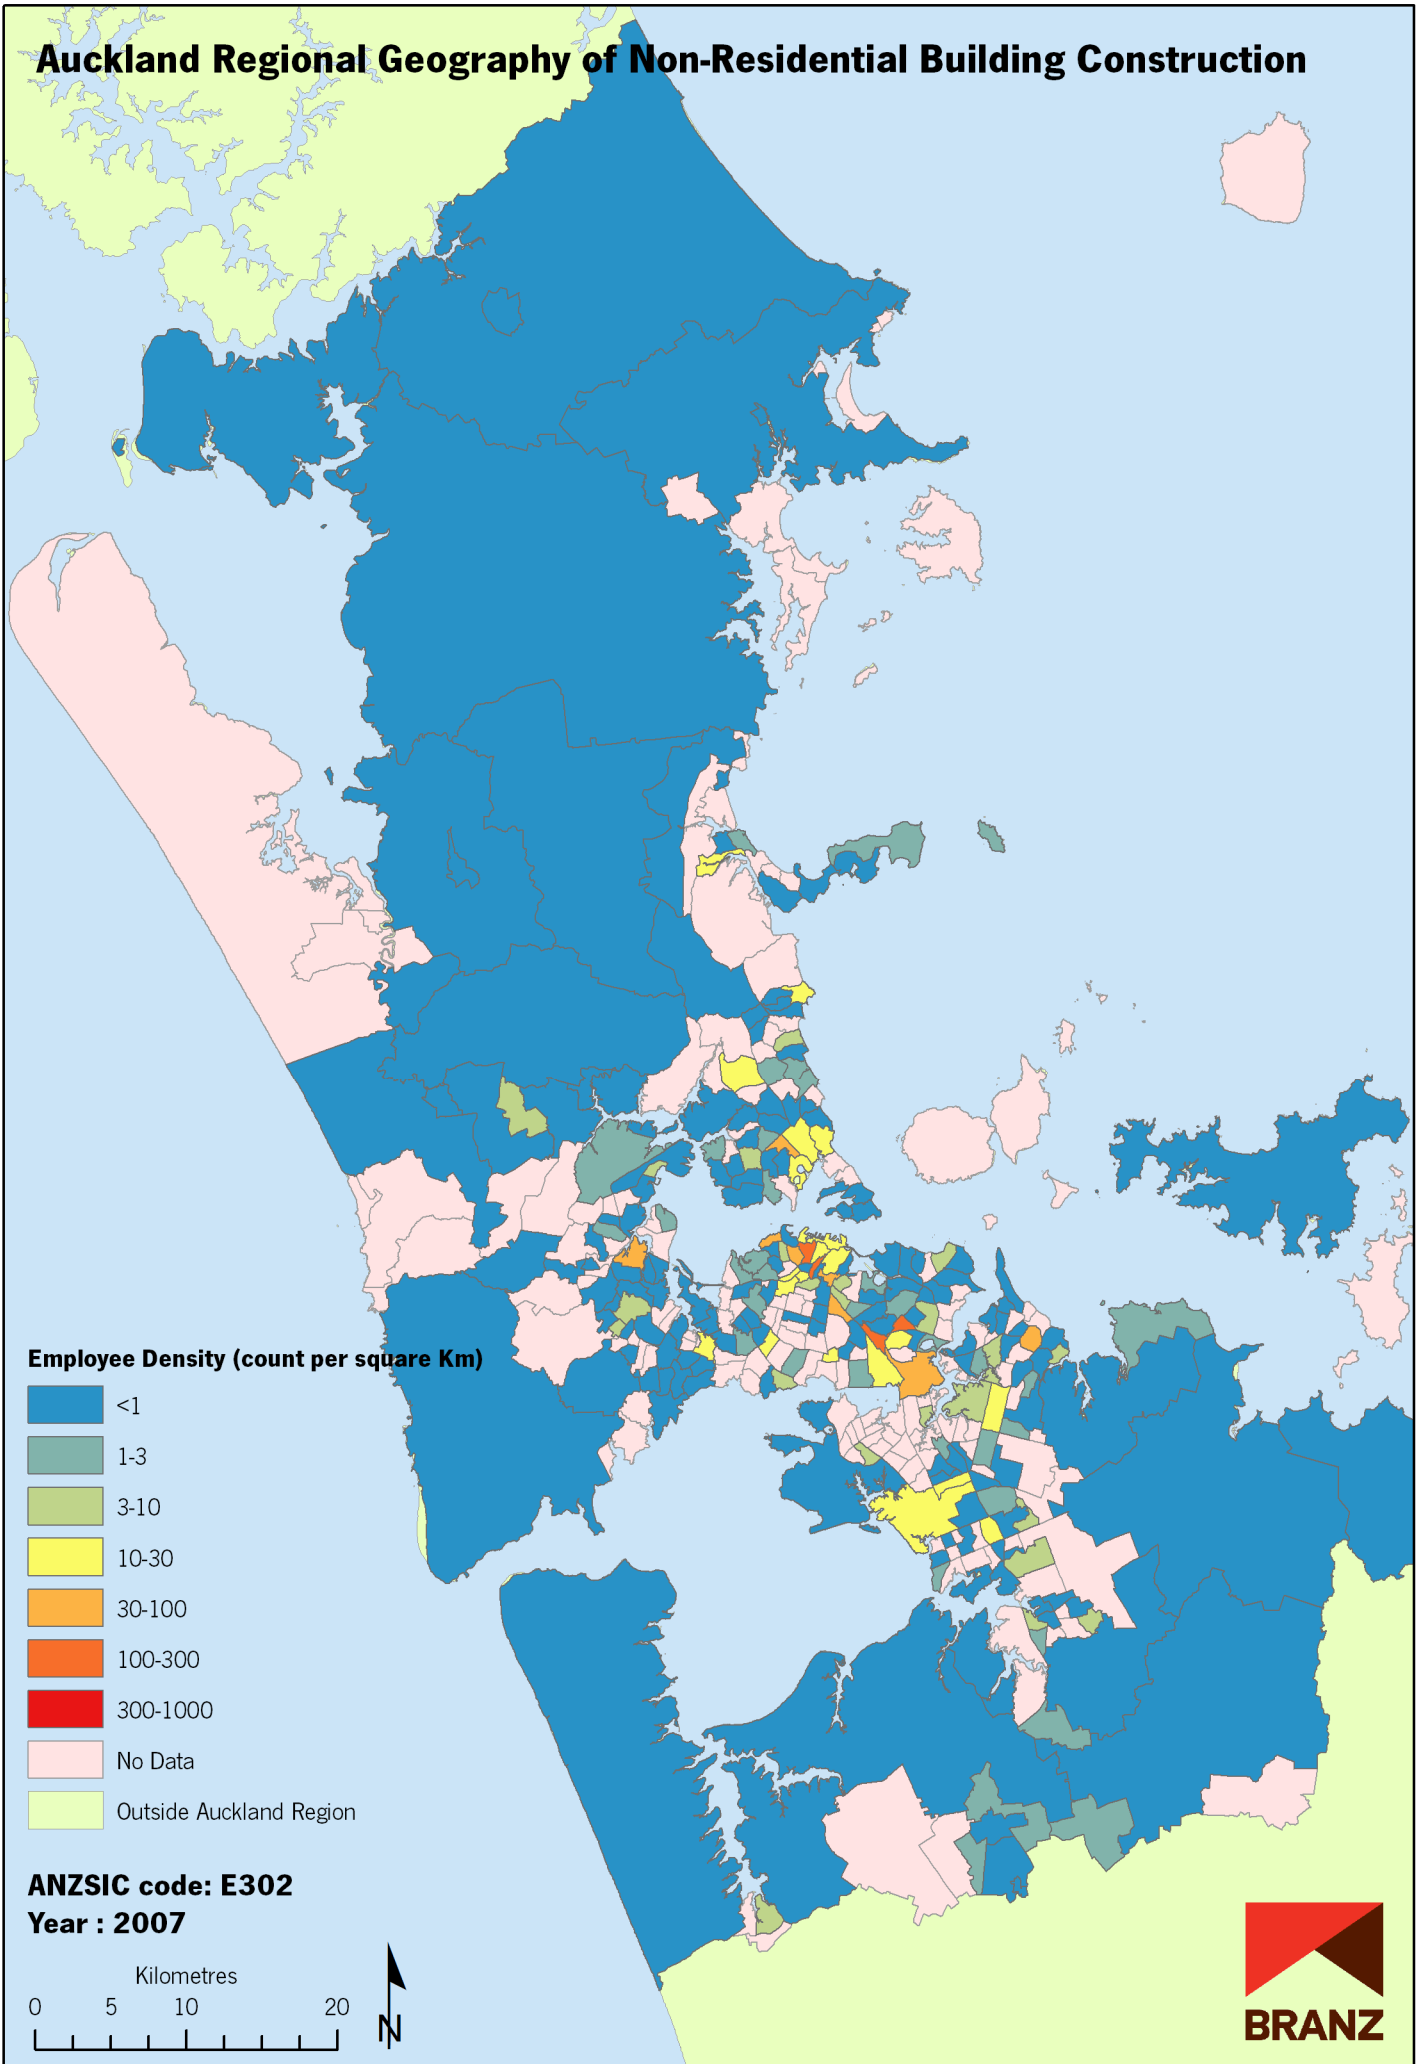 Auckland Regional Geography of Non-Residential Building Construction
Employee Density (count per square Km)
<1
1-3
3-10
10-30
30-100
100-300
300-1000
No Data
Outside Auckland Region
ANZSIC code: E302
Year : 2007
Kilometres
0 5 10 20
N
BRANZ